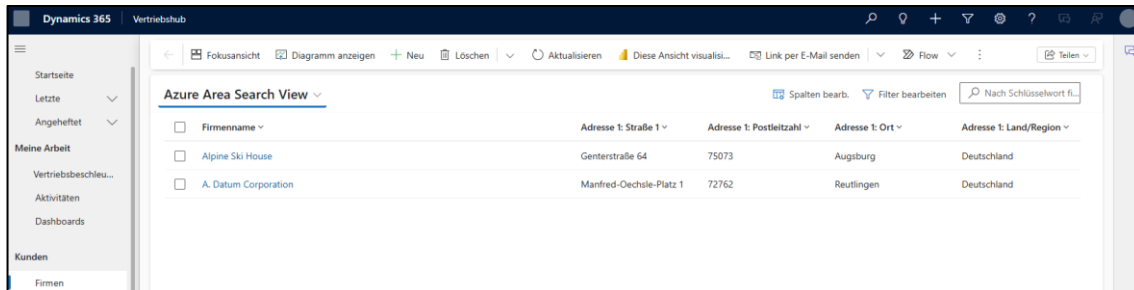 Dynamics 365 Vertriebshub
Fokusansicht Diagramm anzeigen Neu Löschen Aktualisieren Diese Ansicht visualisi... Link per E-Mail senden Flow Teilen
Startseite
Letzte
Angeheftet
Meine Arbeit
Vertriebsbeschleu...
Aktivitäten
Dashboards
Kunden
Firmen
Azure Area Search View Spalten bearb. Filter bearbeiten Nach Schlüsselwort fi...
Firmenname Adresse 1: Straße 1 Adresse 1: Postleitzahl Adresse 1: Ort Adresse 1: Land/Region
Alpine Ski House Genterstraße 64 75073 Augsburg Deutschland
A. Datum Corporation Manfred-Oechsle-Platz 1 72762 Reutlingen Deutschland